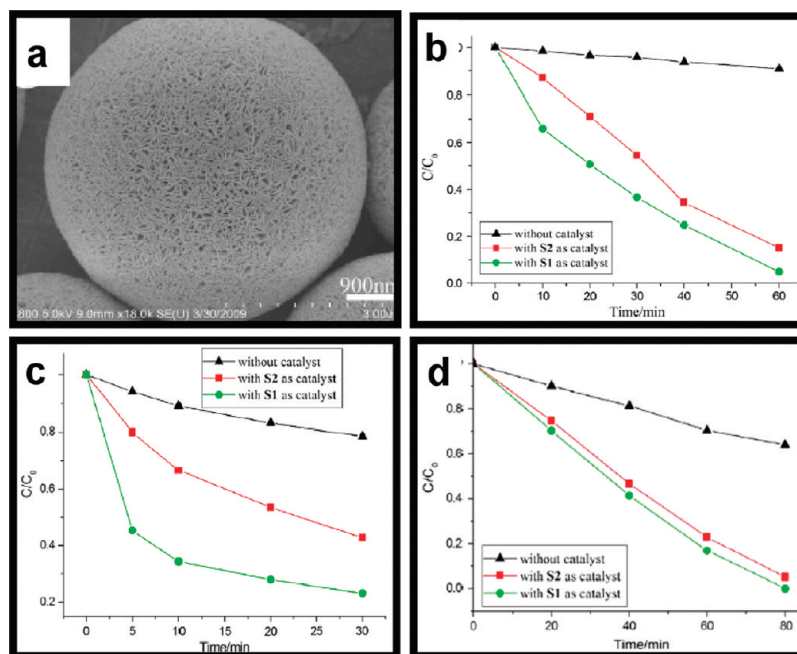 a
900nm
800 5.0kV 9.0mm x18.0k SE(U) 3/30/2009
3.00u
b
C/C0
0.8
0.6
0.4
0.2
0.0
without catalyst
with S2 as catalyst
with S1 as catalyst
0 10 20 30 40 50 60
Time/min
c
without catalyst
with S2 as catalyst
with S1 as catalyst
C/C0
0.8
0.6
0.4
0.2
0 5 10 15 20 25 30
Time/min
d
C/C0
0.8
0.6
0.4
0.2
0.0
without catalyst
with S2 as catalyst
with S1 as catalyst
0 20 40 60 80
Time/min